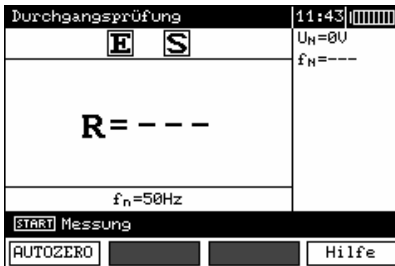 Durchgangsprüfung 11:43
E S
U_N=0V
f_N=---
R=---
f_n=50Hz
START Messung
AUTOZERO Hilfe